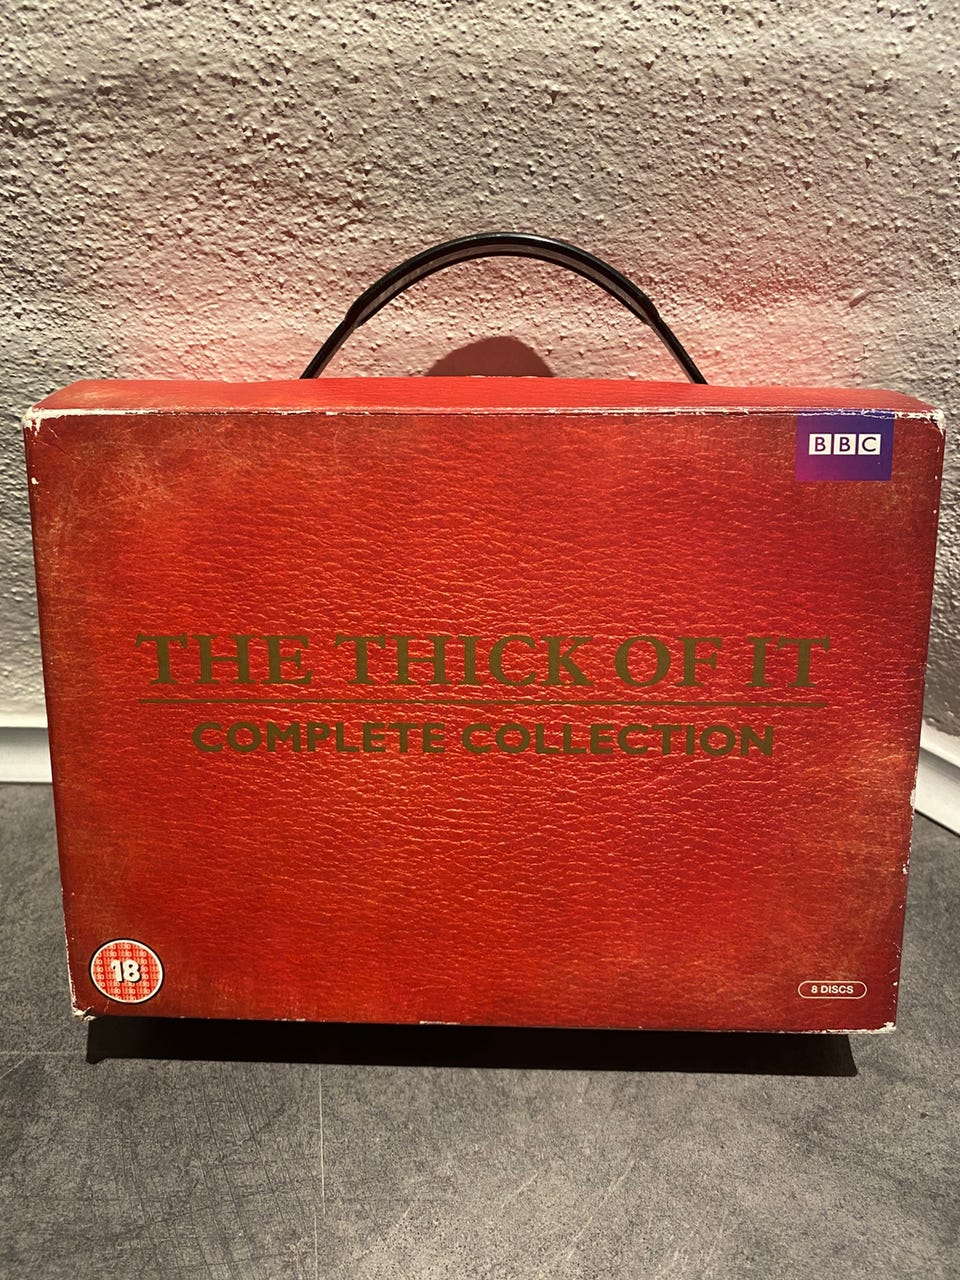 BBC
THE THICK OF IT
COMPLETE COLLECTION
18
8 DISCS